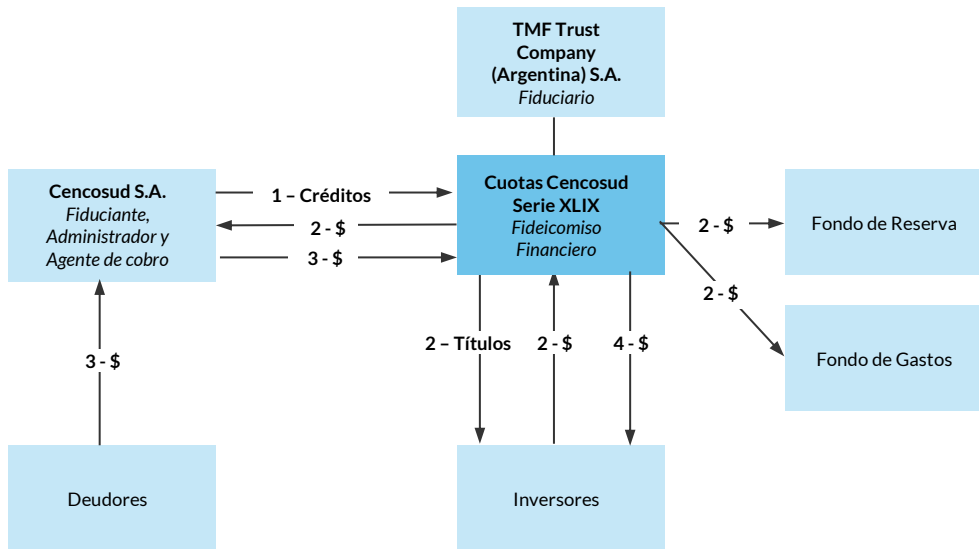 TMF Trust
Company
(Argentina) S.A.
Fiduciario
Cencosud S.A.
Fiduciante,
Administrador y
Agente de cobro
1 – Créditos
2 - $
3 - $
Cuotas Cencosud
Serie XLIX
Fideicomiso
Financiero
2 - $
Fondo de Reserva
2 - $
Fondo de Gastos
3 - $
2 – Títulos
2 - $
4 - $
Deudores
Inversores